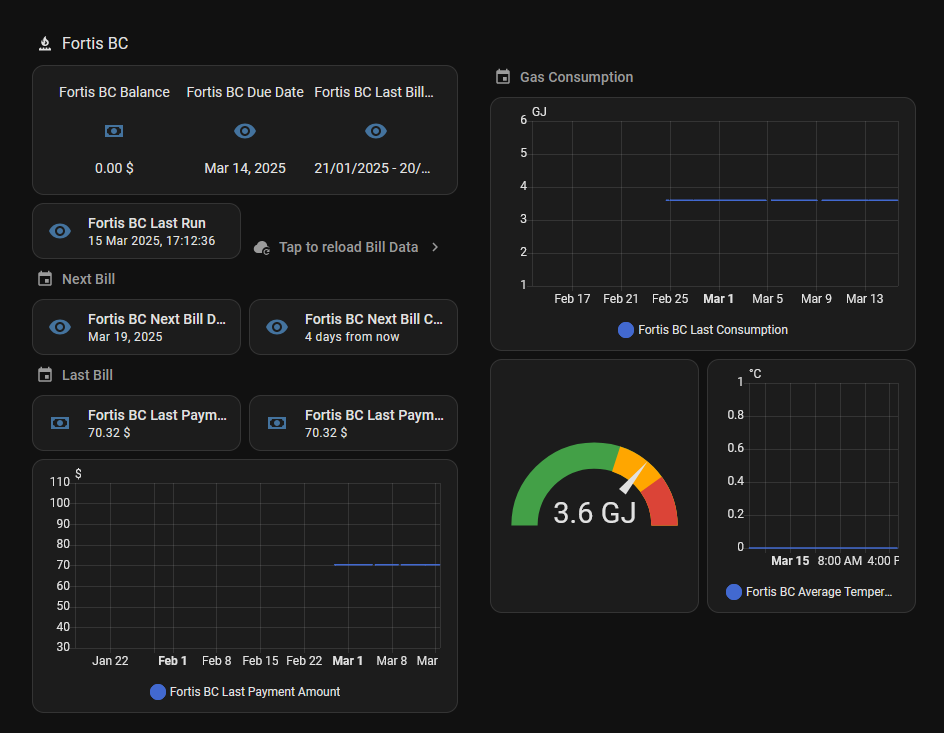 Fortis BC
Fortis BC Balance
0.00 $
Fortis BC Due Date
Mar 14, 2025
Fortis BC Last Bill...
21/01/2025 - 20/...
Fortis BC Last Run
15 Mar 2025, 17:12:36
Tap to reload Bill Data
Next Bill
Fortis BC Next Bill D...
Mar 19, 2025
Fortis BC Next Bill C...
4 days from now
Last Bill
Fortis BC Last Paym...
70.32 $
Fortis BC Last Paym...
70.32 $
$
110
100
90
80
70
60
50
40
30
Jan 22 Feb 1 Feb 8 Feb 15 Feb 22 Mar 1 Mar 8 Mar
Fortis BC Last Payment Amount
Gas Consumption
GJ
6
5
4
3
2
1
Feb 17 Feb 21 Feb 25 Mar 1 Mar 5 Mar 9 Mar 13
Fortis BC Last Consumption
3.6 GJ
°C
1
0.8
0.6
0.4
0.2
0
Mar 15 8:00 AM 4:00 P
Fortis BC Average Temper...